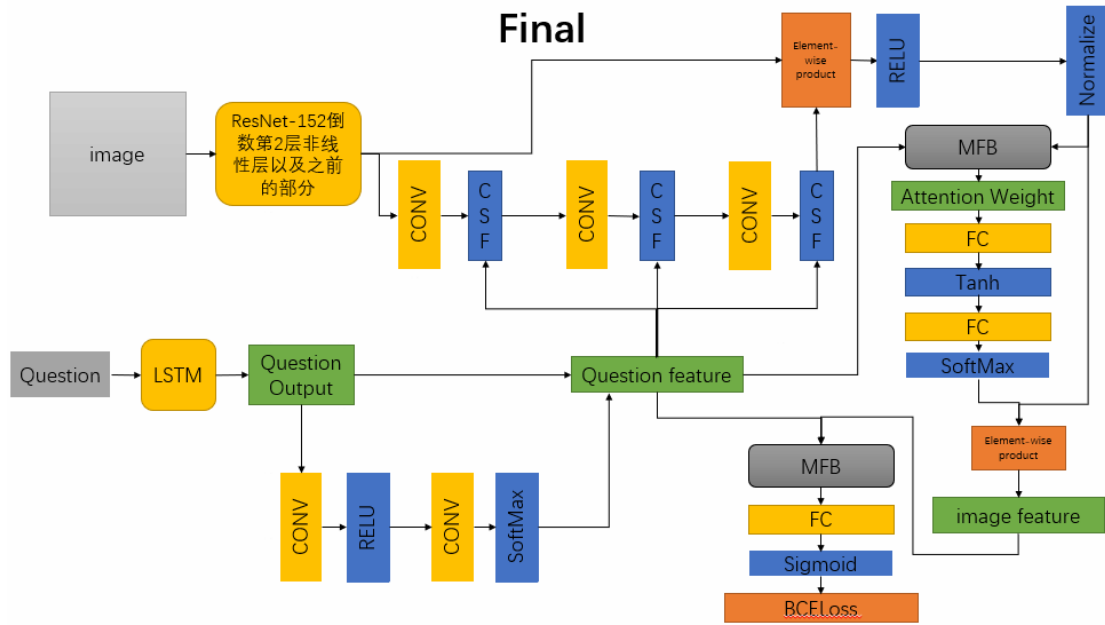 Final
image
ResNet-152倒
数第2层非线
性层以及之前
的部分
CONV
C
S
F
CONV
C
S
F
CONV
C
S
F
Element-
wise
product
RELU
Normalize
MFB
Attention Weight
FC
Tanh
FC
SoftMax
Element-wise
product
image feature
Question
LSTM
Question
Output
Question feature
CONV
RELU
CONV
SoftMax
MFB
FC
Sigmoid
BCELoss